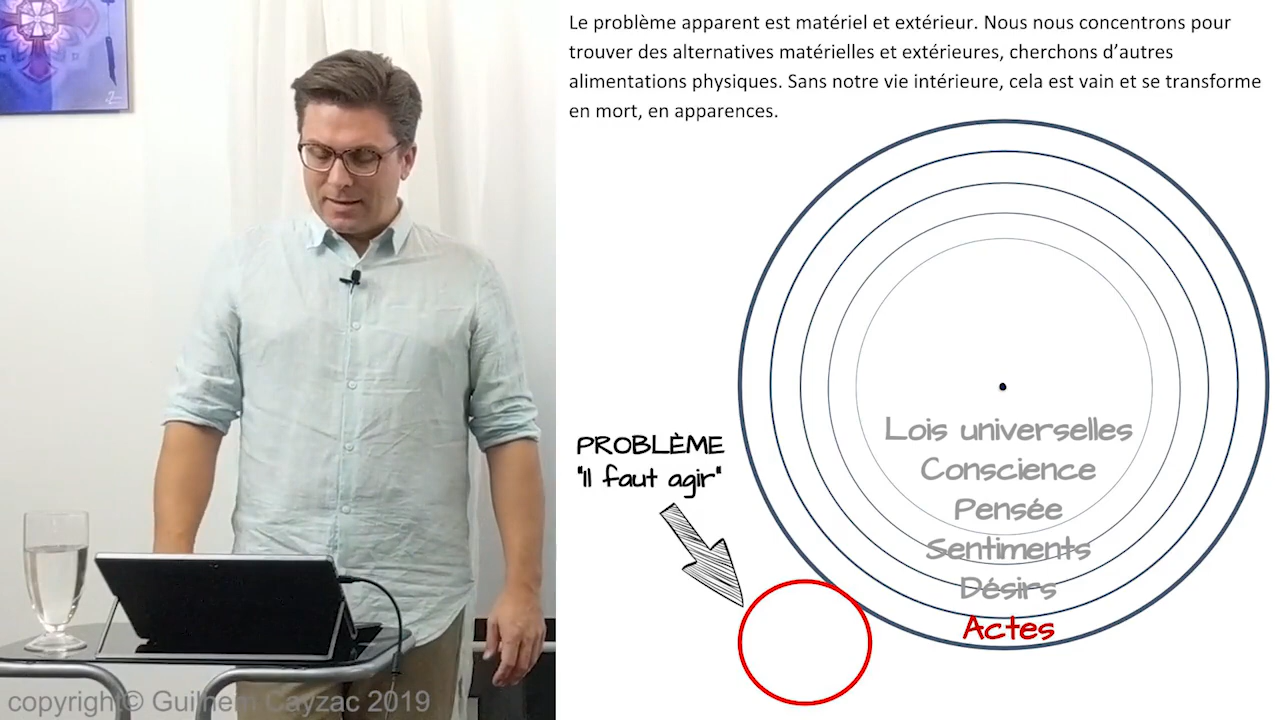 Le problème apparent est matériel et extérieur. Nous nous concentrons pour
trouver des alternatives matérielles et extérieures, cherchons d’autres
alimentations physiques. Sans notre vie intérieure, cela est vain et se transforme
en mort, en apparences.
PROBLÈME
"Il faut agir"
Lois universelles
Conscience
Pensée
Sentiments
Désirs
Actes
copyright© Guilhem Cayzac 2019